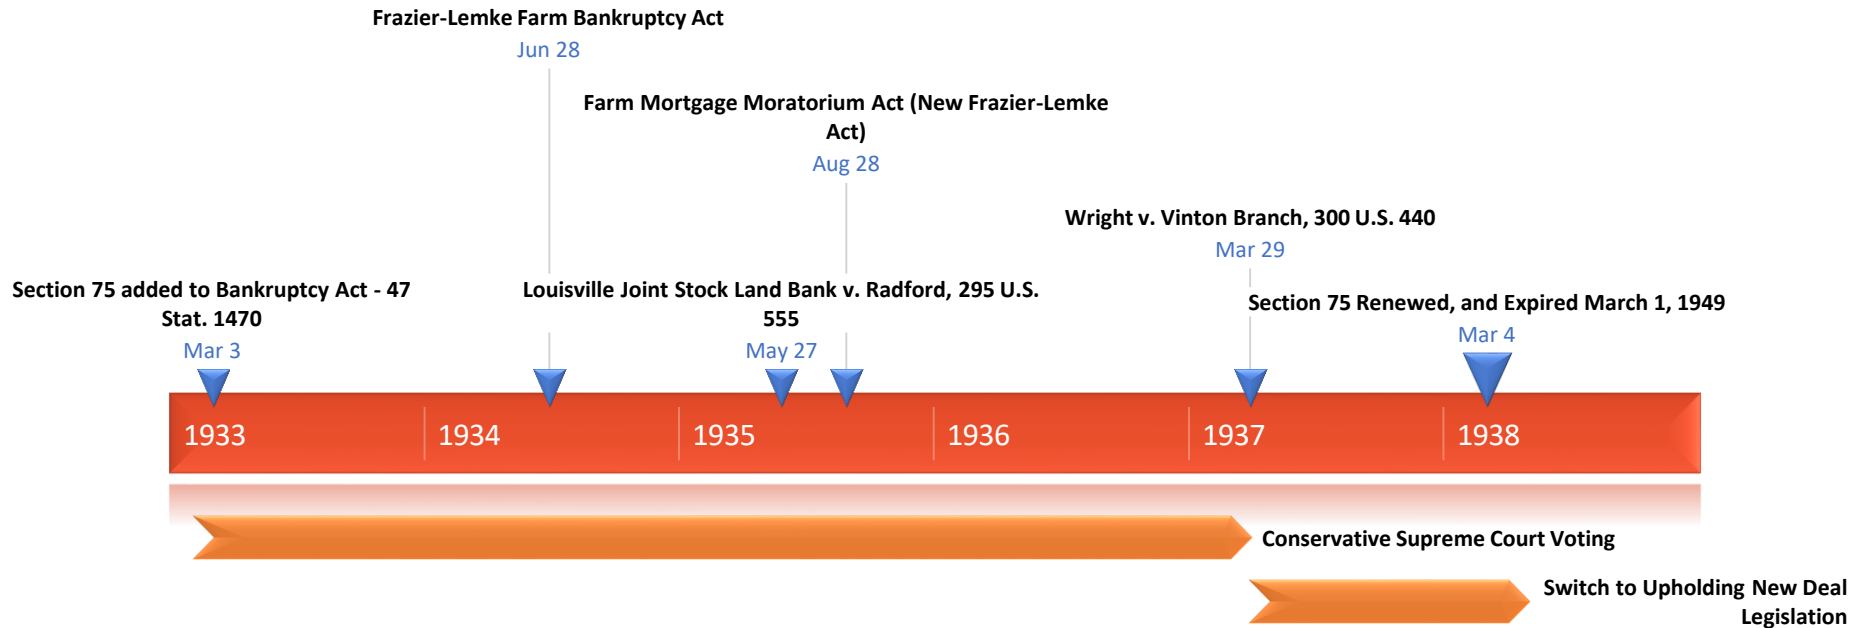 Frazier-Lemke Farm Bankruptcy Act
Jun 28
Farm Mortgage Moratorium Act (New Frazier-Lemke
Act)
Aug 28
Wright v. Vinton Branch, 300 U.S. 440
Mar 29
Section 75 added to Bankruptcy Act - 47
Stat. 1470
Mar 3
Louisville Joint Stock Land Bank v. Radford, 295 U.S.
555
May 27
Section 75 Renewed, and Expired March 1, 1949
Mar 4
1933
1934
1935
1936
1937
1938
Conservative Supreme Court Voting
Switch to Upholding New Deal
Legislation